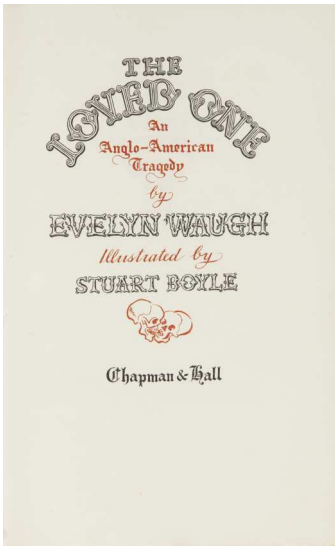 THE
LOVED ONE
An
Anglo-American
Tragedy
by
EVELYN WAUGH
Illustrated by
STUART BOYLE
Chapman & Hall